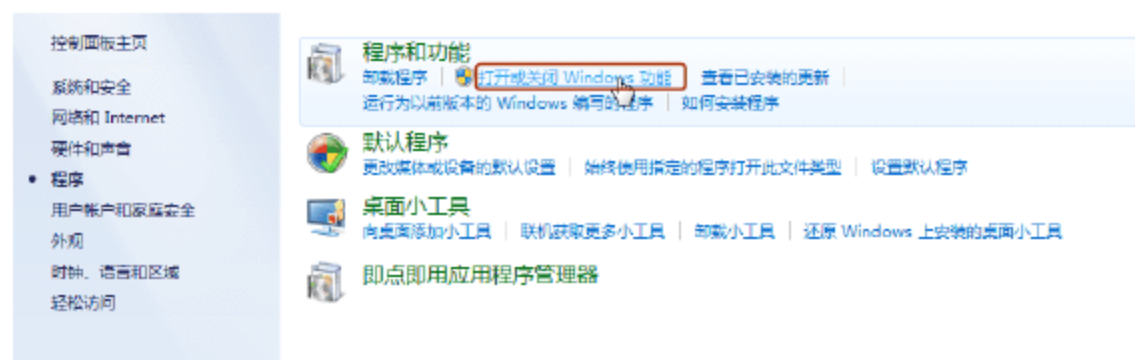 控制面板主页
系统和安全
网络和 Internet
硬件和声音
程序
用户帐户和家庭安全
外观
时钟、语言和区域
轻松访问
程序和功能
卸载程序 打开或关闭 Windows 功能 查看已安装的更新
运行为以前版本的 Windows 编写的程序 如何安装程序
默认程序
更改媒体或设备的默认设置 始终使用指定的程序打开此文件类型 设置默认程序
桌面小工具
向桌面添加小工具 联机获取更多小工具 卸载小工具 还原 Windows 上安装的桌面小工具
即点即用应用程序管理器